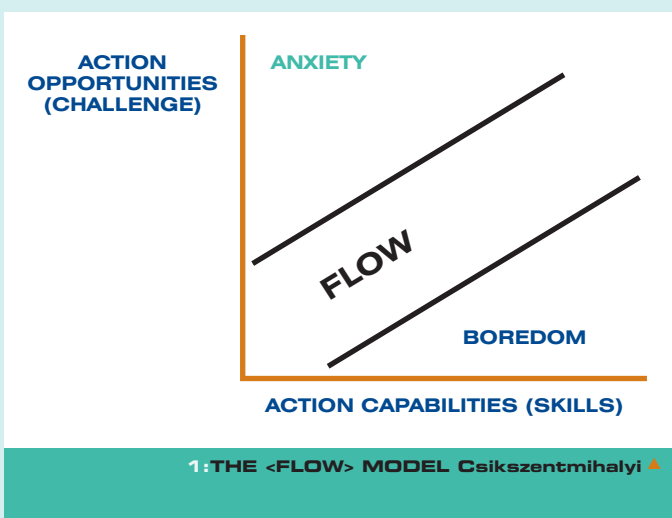 ACTION
OPPORTUNITIES
(CHALLENGE)
ANXIETY
FLOW
BOREDOM
ACTION CAPABILITIES (SKILLS)
1:THE <FLOW> MODEL Csikszentmihalyi